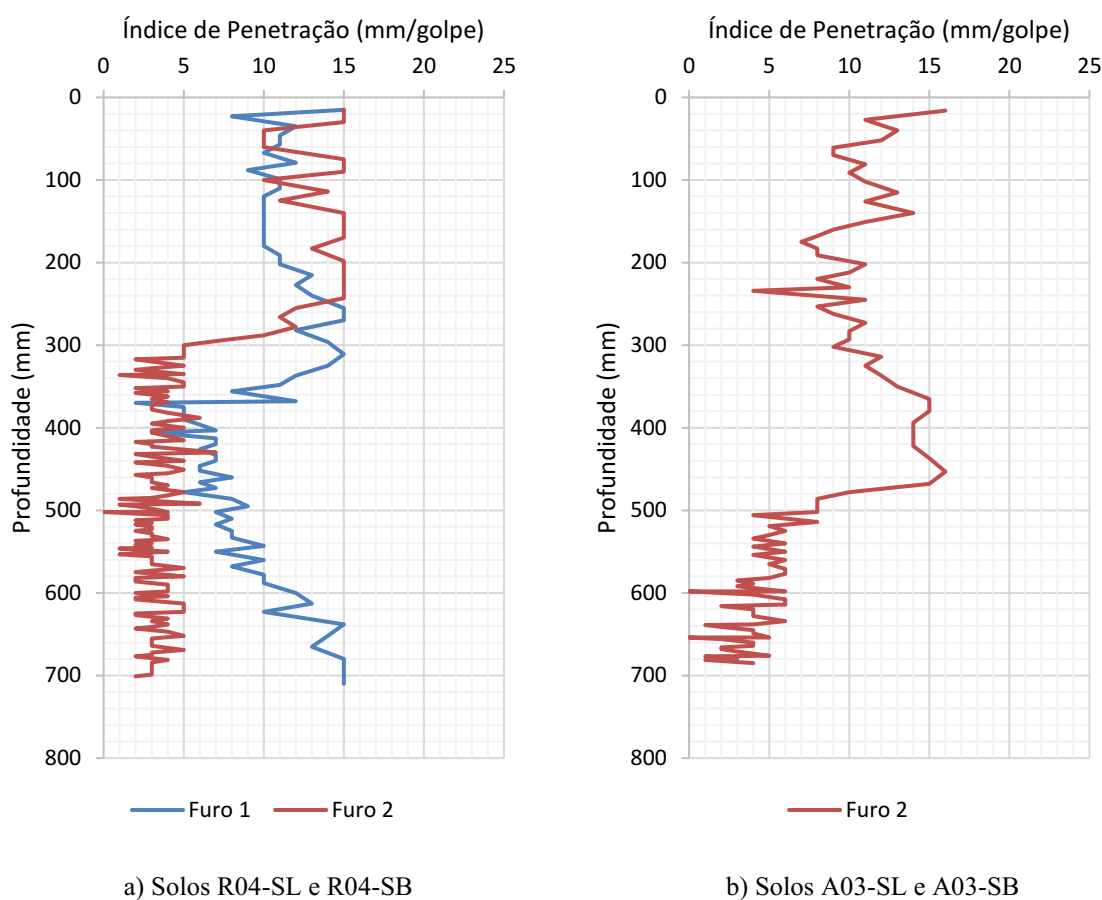 Índice de Penetração (mm/golpe)
0 5 10 15 20 25
Profundidade (mm)
0
100
200
300
400
500
600
700
800
Furo 1 Furo 2
a) Solos R04-SL e R04-SB
Índice de Penetração (mm/golpe)
0 5 10 15 20 25
Profundidade (mm)
0
100
200
300
400
500
600
700
800
Furo 2
b) Solos A03-SL e A03-SB